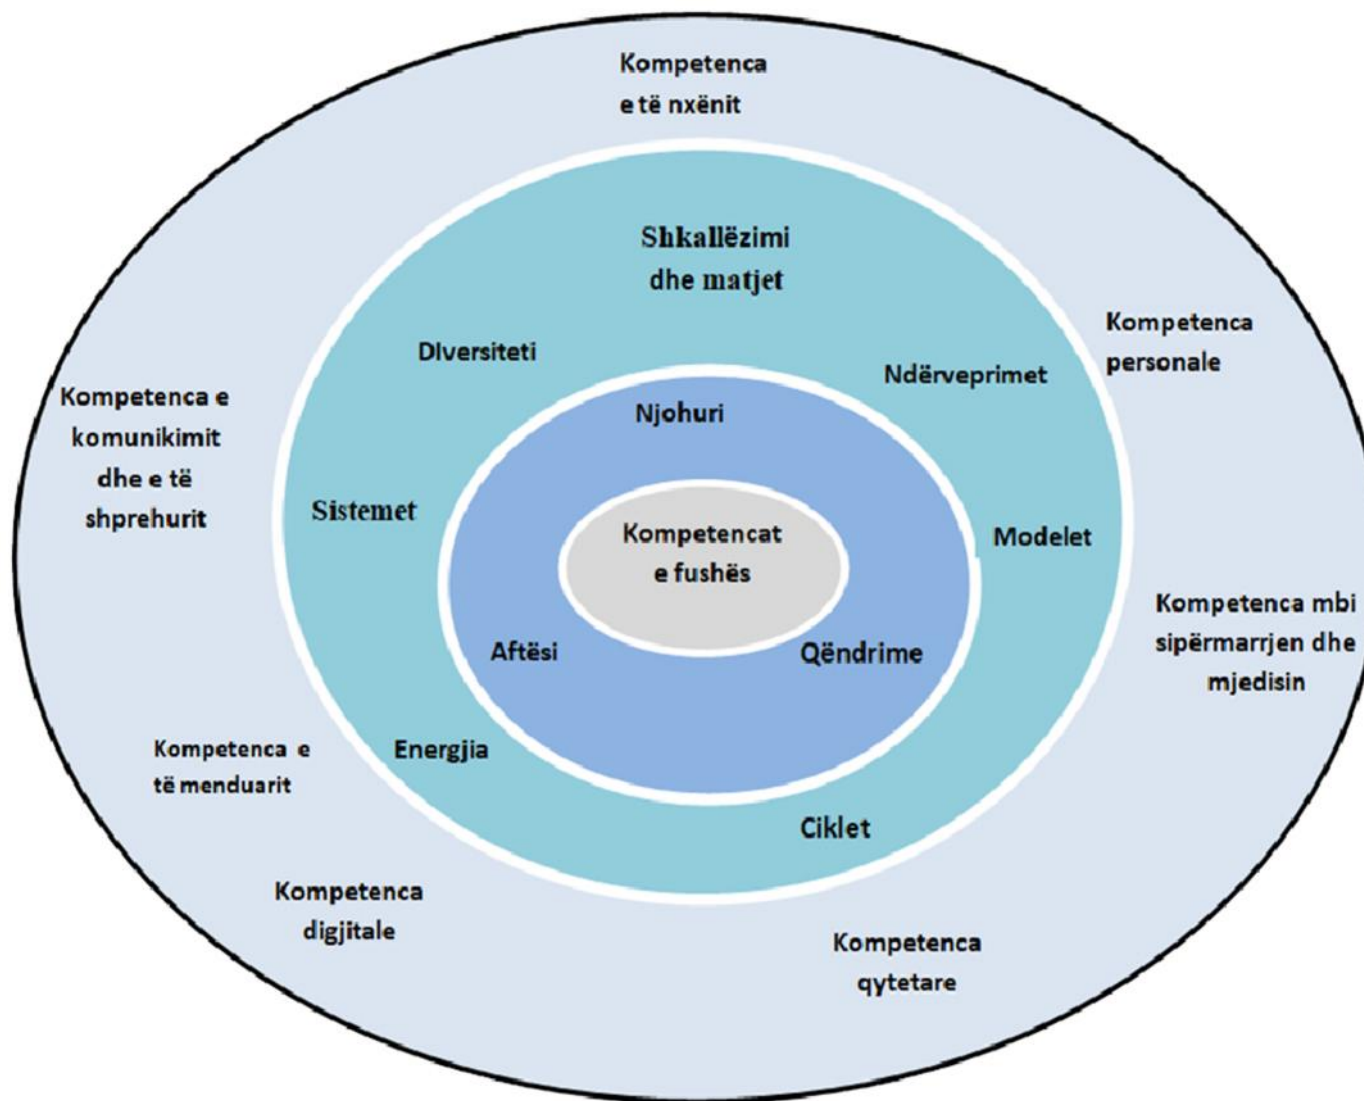 Kompetenca
e të nxënit
Shkallëzimi
dhe matjet
DIversiteti
Ndërveprimet
Kompetenca
personale
Kompetenca e
komunikimit
dhe e të
shprehurit
Njohuri
Sistemet
Kompetencat
e fushës
Modelet
Kompetenca mbi
sipërmarrjen dhe
mjedisin
Aftësi
Qëndrime
Kompetenca e
të menduarit
Energjia
Ciklet
Kompetenca
digjitale
Kompetenca
qytetare